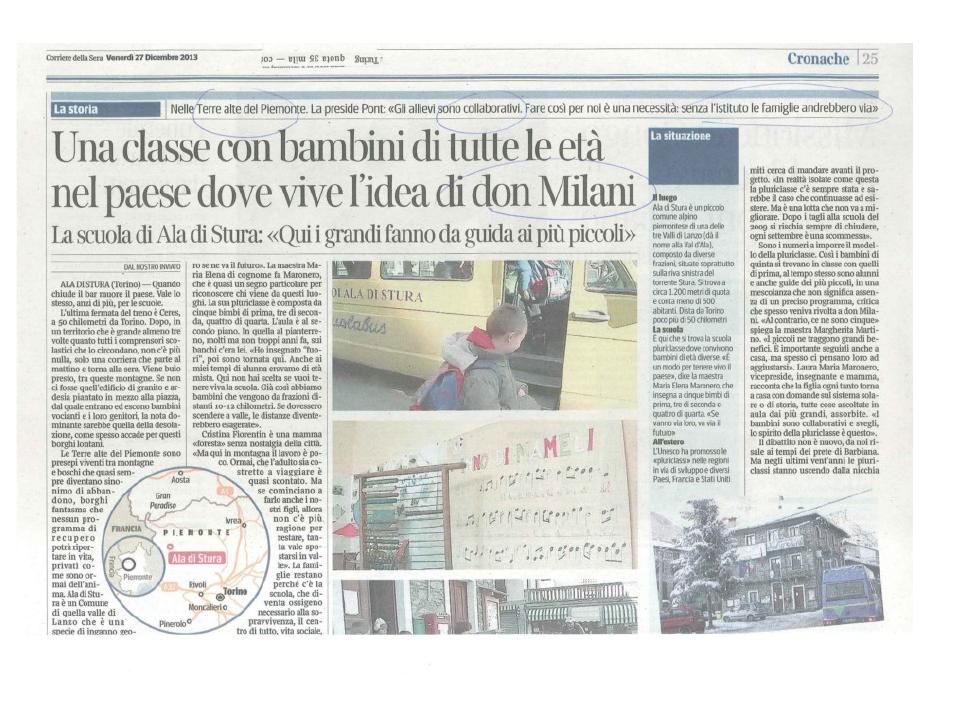 Corriere della Sera Venerdì 27 Dicembre 2013
Cronache 25
La storia
Nelle Terre alte del Piemonte. La preside Pont: «Gli allievi sono collaborativi. Fare così per noi è una necessità: senza l'istituto le famiglie andrebbero via»
Una classe con bambini di tutte le età
nel paese dove vive l'idea di don Milani
La scuola di Ala di Stura: «Qui i grandi fanno da guida ai più piccoli»
DAL NOSTRO INVIATO
ALA DI STURA (Torino) — Quando
chiude il bar muore il paese. Vale lo
stesso, anzi di più, per le scuole.
L'ultima fermata del treno è Ceres,
a 50 chilometri da Torino. Dopo, in
un territorio che è grande almeno tre
volte quanto tutti i comprensori sco-
lastici che lo circondano, non c'è più
nulla, solo una corriera che parte al
mattino e torna alle sera. Viene buio
presto, tra queste montagne. Se non
ci fosse quell'edificio di granito e ar-
desia piantato in mezzo alla piazza,
dal quale entrano ed escono bambini
vocianti e i loro genitori, la nota do-
minante sarebbe quella della desola-
zione, come spesso accade per questi
borghi lontani.
Le Terre alte del Piemonte sono
presepi viventi tra montagne
e boschi che quasi sem-
pre diventano sino-
nimo di abban-
dono, borghi
fantasma che
nessun pro-
gramma di
recupero
potrà ripor-
tare in vita,
privati co-
me sono or-
mai dell'ani-
ma. Ala di Stu-
ra è un Comune
di quella valle di
Lanzo che è una
specie di inganno geo-
ro se ne va il futuro». La maestra Ma-
ria Elena di cognome fa Maronero,
che è quasi un segno particolare per
riconoscere chi viene da questi luo-
ghi. La sua pluriclasse è composta da
cinque bimbi di prima, tre di secon-
da, quattro di quarta. L'aula è al se-
condo piano. In quella al pianterre-
no, molti ma non troppi anni fa, sui
banchi c'era lei. «Ho insegnato "fuo-
ri", poi sono tornata qui. Anche ai
miei tempi di alunna eravamo di età
mista. Qui non hai scelta se vuoi te-
nere viva la scuola. Già così abbiamo
bambini che vengono da frazioni di-
stanti 10-12 chilometri. Se dovessero
scendere a valle, le distanze divente-
rebbero esagerate».
Cristina Fiorentin è una mamma
«foresta» senza nostalgia della città.
«Ma qui in montagna il lavoro è po-
co. Ormai, che l'adulto sia co-
stretto a viaggiare è
quasi scontato. Ma
se cominciano a
farlo anche i no-
stri figli, allora
non c'è più
ragione per
restare, tan-
ta vale spo-
starsi in val-
le». La fami-
glie restano
perché c'è la
scuola, che di-
venta ossigeno
necessario alla so-
pravvivenza, il cen-
tro di tutto, vita sociale,
Aosta
Gran
Paradiso
Ivrea
FRANCIA
PIEMONTE
Ala di Stura
Piemonte
Rivoli
Torino
Moncalieri
Pinerolo
DI ALA DI STURA
uolabus
NO DI MAMELI
La situazione
Il luogo
Ala di Stura è un piccolo
comune alpino
piemontese di una delle
tre Valli di Lanzo (dà il
nome alla Val d'Ala),
composto da diverse
frazioni, situate soprattutto
sulla riva sinistra del
torrente Stura. Si trova a
circa 1.200 metri di quota
e conta meno di 500
abitanti. Dista da Torino
poco più di 50 chilometri
La scuola
È qui che si trova la scuola
pluriclasse dove convivono
bambini di età diverse. «È
un modo per tenere vivo il
paese», dice la maestra
Maria Elena Maronero, che
insegna a cinque bimbi di
prima, tre di seconda e
quattro di quarta. «Se
vanno via loro, va via il
futuro»
All'estero
L'Unesco ha promosso le
«pluriclassi» nelle regioni
in via di sviluppo e diversi
Paesi, Francia e Stati Uniti
miti cerca di mandare avanti il pro-
getto. «In realtà isolate come questa
la pluriclasse c'è sempre stata e sa-
rebbe il caso che continuasse ad esi-
stere. Ma è una lotta che non va a mi-
gliorare. Dopo i tagli alla scuola del
2009 si rischia sempre di chiudere,
ogni settembre è una scommessa».
Sono i numeri a imporre il model-
lo della pluriclasse. Così i bambini di
quinta si trovano in classe con quelli
di prima, al tempo stesso sono alunni
e anche guide dei più piccoli, in una
mescolanza che non significa assen-
za di un preciso programma, critica
che spesso veniva rivolta a don Mila-
ni. «Al contrario, ce ne sono cinque»
spiega la maestra Margherita Marti-
no. «I piccoli ne traggono grandi be-
nefici. È importante seguirli anche a
casa, ma spesso ci pensano loro ad
aggiustarsi». Laura Maria Maronero,
vicepreside, insegnante e mamma,
racconta che la figlia ogni tanto torna
a casa con domande sul sistema sola-
re o di storia, tutte cose ascoltate in
aula dai più grandi, assorbite. «I
bambini sono collaborativi e svegli,
lo spirito della pluriclasse è questo».
Il dibattito non è nuovo, da noi ri-
sale ai tempi del prete di Barbiana.
Ma negli ultimi vent'anni le pluri-
classi stanno uscendo dalla nicchia